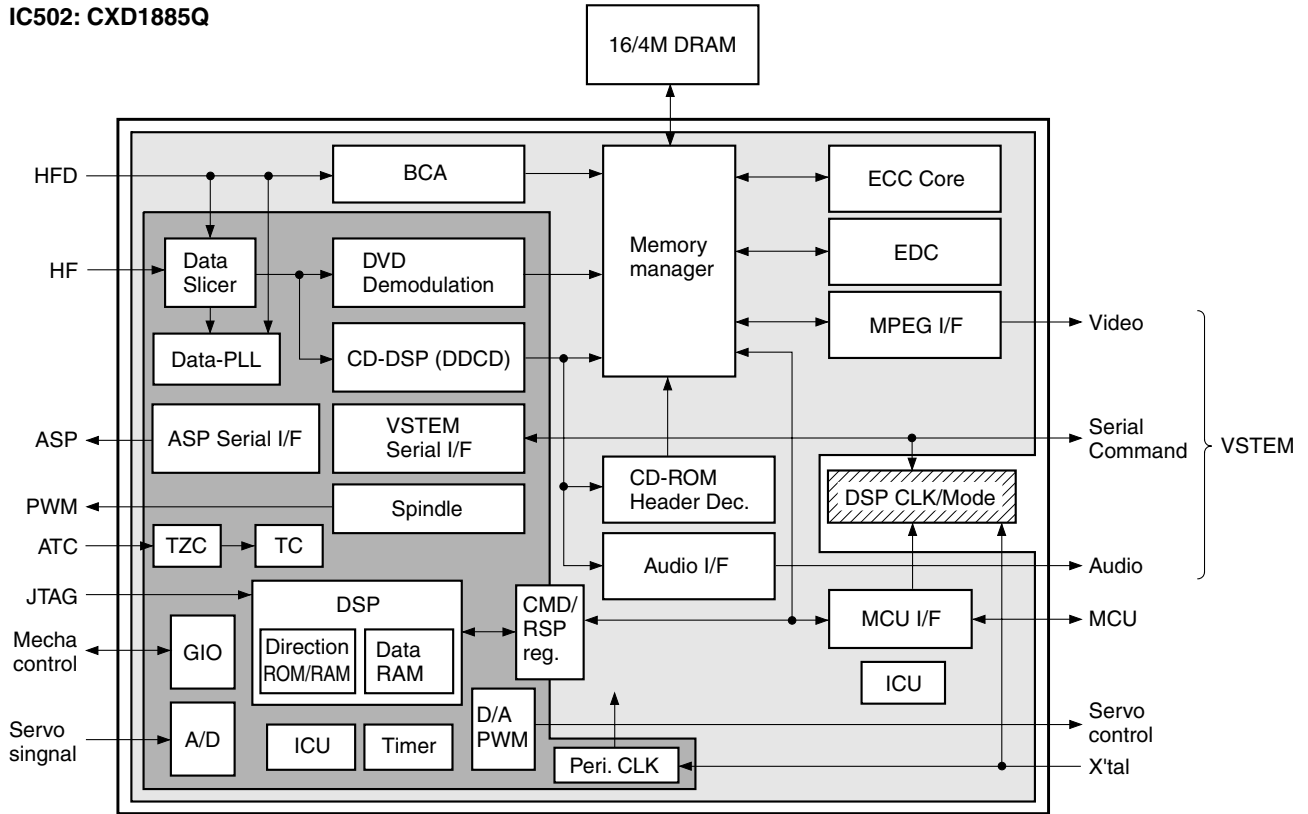 IC502: CXD1885Q
16/4M DRAM
HFD
BCA
Memory
manager
ECC Core
HF
Data
Slicer
DVD
Demodulation
EDC
Data-PLL
CD-DSP (DDCD)
MPEG I/F
Video
ASP
ASP Serial I/F
VSTEM
Serial I/F
Serial
Command
VSTEM
PWM
Spindle
CD-ROM
Header Dec.
DSP CLK/Mode
ATC
TZC
TC
Audio I/F
Audio
JTAG
DSP
CMD/
RSP
reg.
MCU I/F
MCU
Mecha
control
GIO
Direction
ROM/RAM
Data
RAM
ICU
Servo
singnal
A/D
ICU
Timer
D/A
PWM
Servo
control
Peri. CLK
X'tal